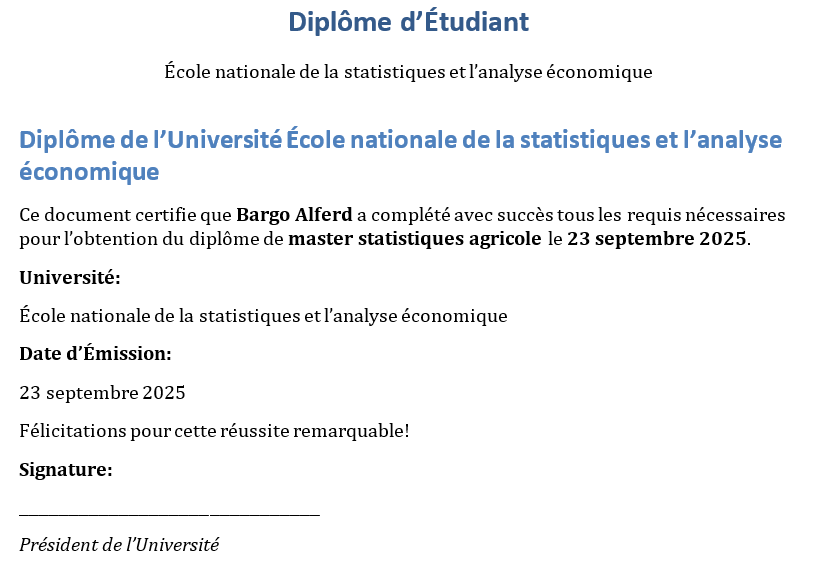 Diplôme d’Étudiant
École nationale de la statistiques et l’analyse économique
Diplôme de l’Université École nationale de la statistiques et l’analyse
économique
Ce document certifie que Bargo Alferd a complété avec succès tous les requis nécessaires
pour l’obtention du diplôme de master statistiques agricole le 23 septembre 2025.
Université:
École nationale de la statistiques et l’analyse économique
Date d’Émission:
23 septembre 2025
Félicitations pour cette réussite remarquable!
Signature:
______________________________
Président de l’Université